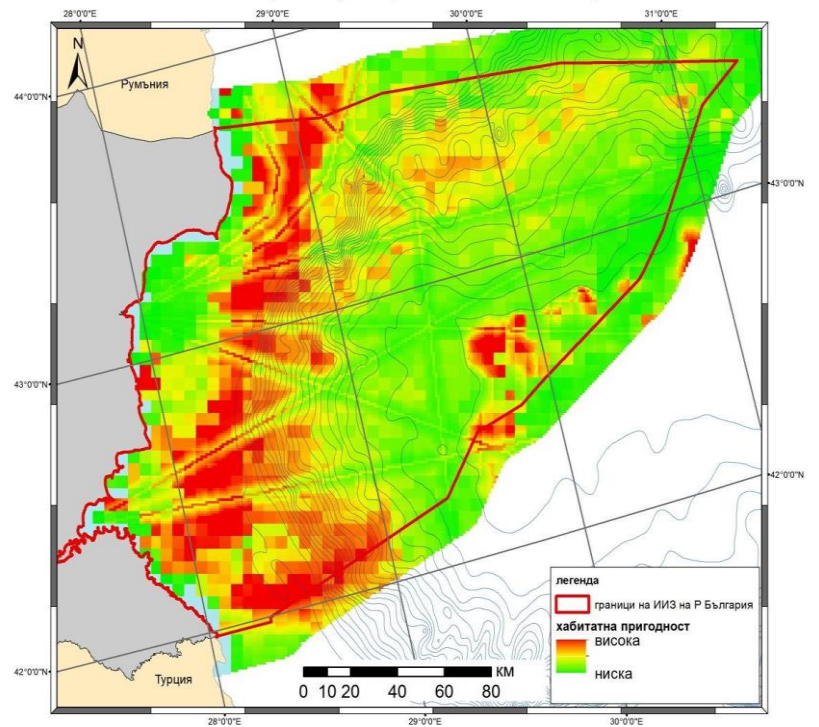 28°0'0"E 29°0'0"E 30°0'0"E 31°0'0"E
N
Румъния
44°0'0"N
43°0'0"N
43°0'0"N
42°0'0"N
42°0'0"N
Турция
легенда
граници на ИИЗ на Р България
хабитатна пригодност
висока
ниска
км
0 10 20 40 60 80
28°0'0"E 29°0'0"E 30°0'0"E